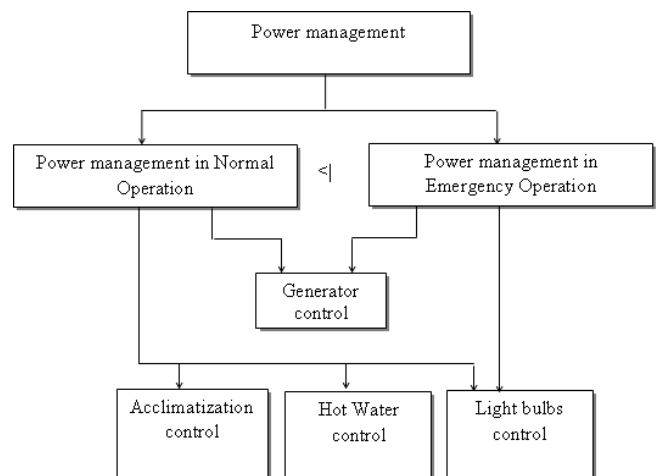 Power management
Power management in Normal
Operation
<|
Power management in
Emergency Operation
Generator
control
Acclimatization
control
Hot Water
control
Light bulbs
control